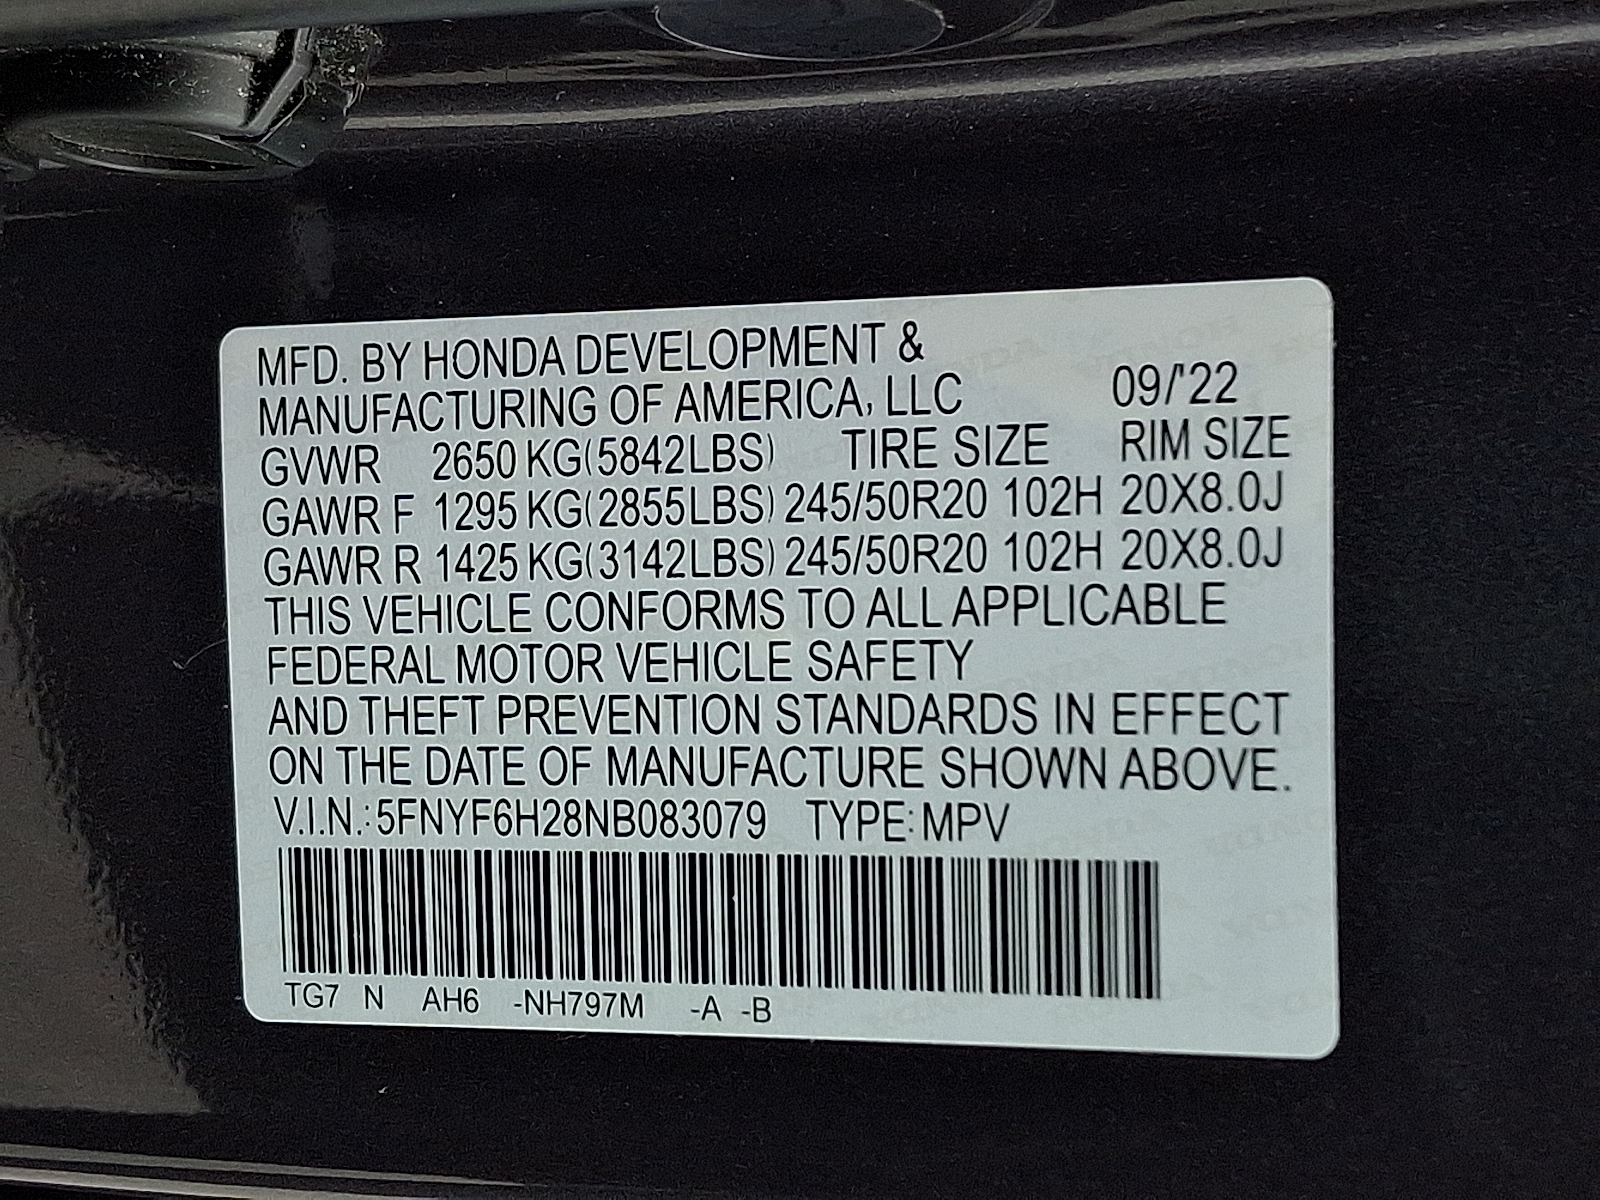 MFD. BY HONDA DEVELOPMENT &
MANUFACTURING OF AMERICA, LLC 09/'22
GVWR 2650 KG(5842LBS) TIRE SIZE RIM SIZE
GAWR F 1295 KG(2855LBS) 245/50R20 102H 20X8.0J
GAWR R 1425 KG(3142LBS) 245/50R20 102H 20X8.0J
THIS VEHICLE CONFORMS TO ALL APPLICABLE
FEDERAL MOTOR VEHICLE SAFETY
AND THEFT PREVENTION STANDARDS IN EFFECT
ON THE DATE OF MANUFACTURE SHOWN ABOVE.
V.I.N.: 5FNYF6H28NB083079 TYPE: MPV
TG7 N AH6 -NH797M -A -B